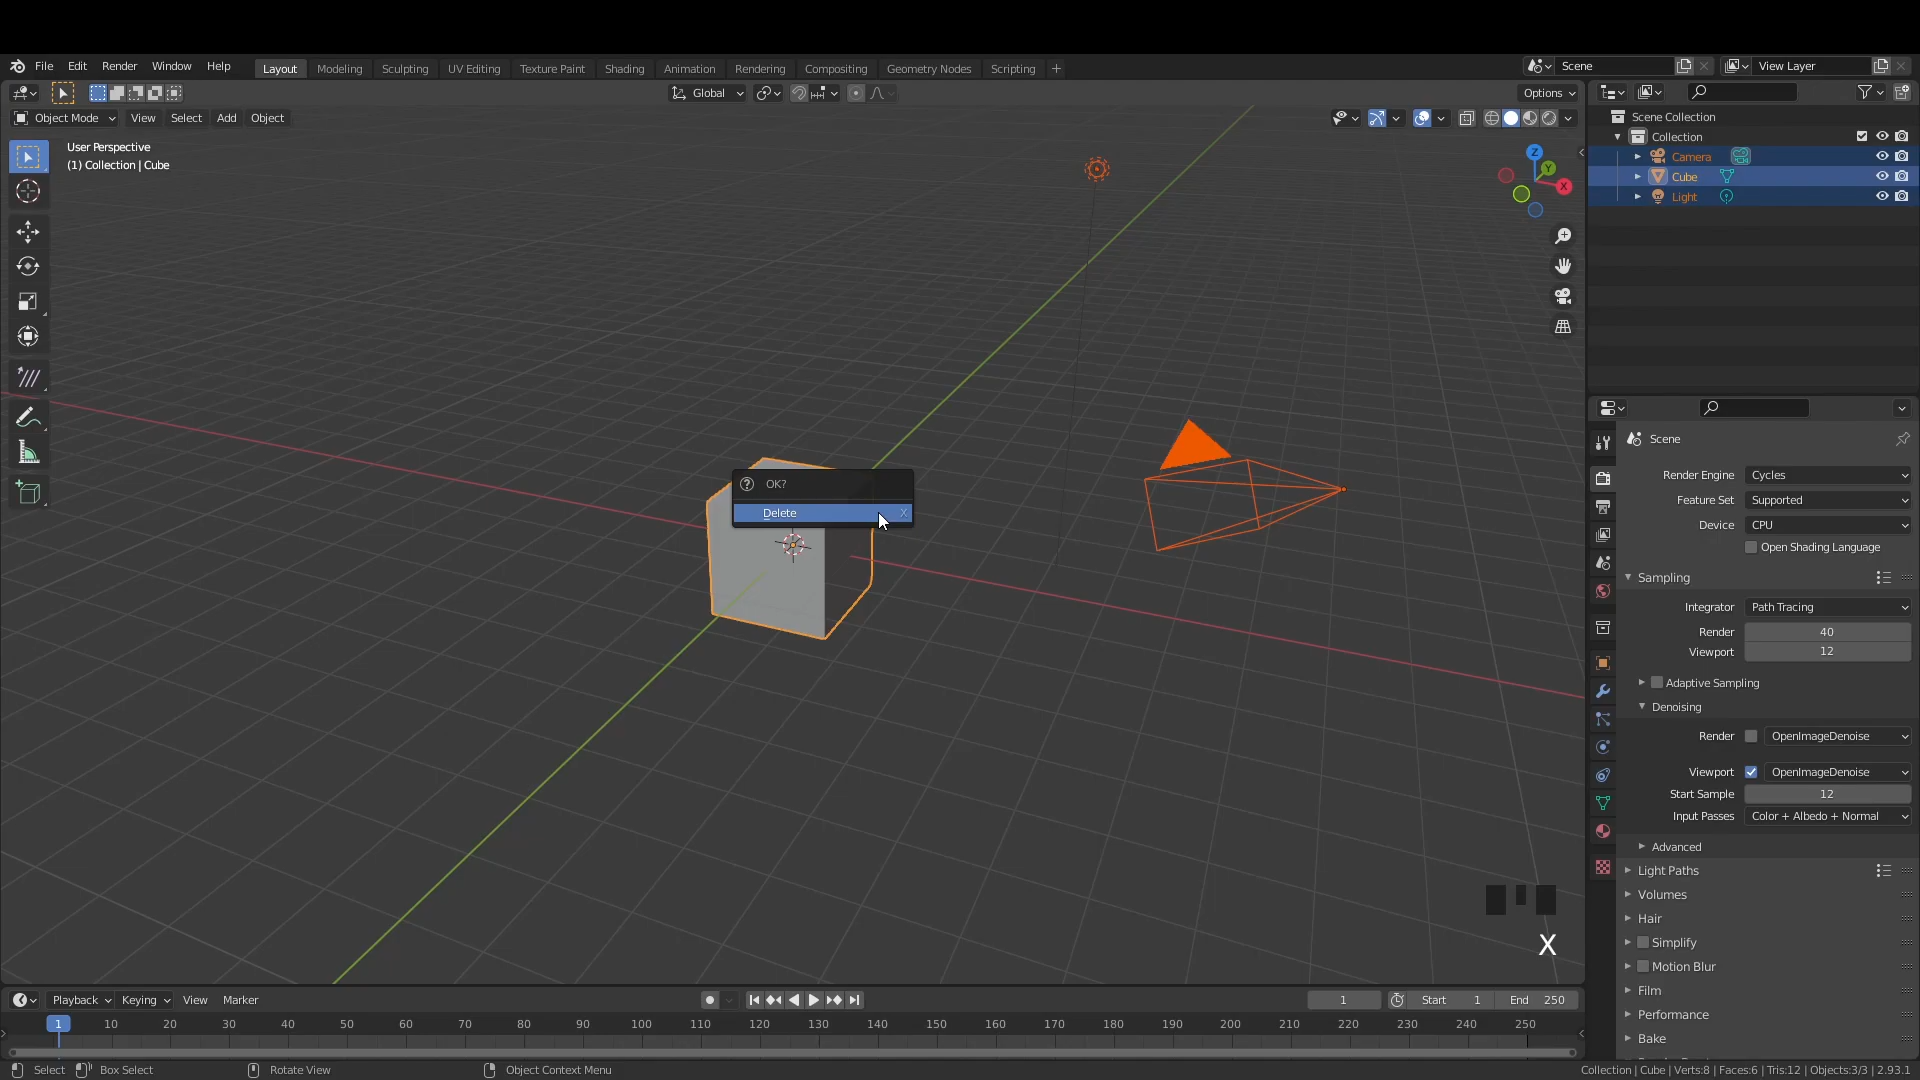 File Edit Render Window Help Layout Modeling Sculpting UV Editing Texture Paint Shading Animation Rendering Compositing Geometry Nodes Scripting + Scene View Layer
Global Options
Object Mode View Select Add Object
User Perspective
(1) Collection | Cube
Z
Y
X
OK?
Delete X
X
Scene Collection
Collection
Camera
Cube
Light
Scene
Render Engine Cycles
Feature Set Supported
Device CPU
Open Shading Language
Sampling
Integrator Path Tracing
Render 40
Viewport 12
Adaptive Sampling
Denoising
Render OpenImageDenoise
Viewport OpenImageDenoise
Start Sample 12
Input Passes Color + Albedo + Normal
Advanced
Light Paths
Volumes
Hair
Simplify
Motion Blur
Film
Performance
Bake
Playback Keying View Marker 1 Start 1 End 250
1 10 20 30 40 50 60 70 80 90 100 110 120 130 140 150 160 170 180 190 200 210 220 230 240 250
Select Box Select Rotate View Object Context Menu Collection | Cube | Verts:8 | Faces:6 | Tris:12 | Objects:3/3 | 2.93.1